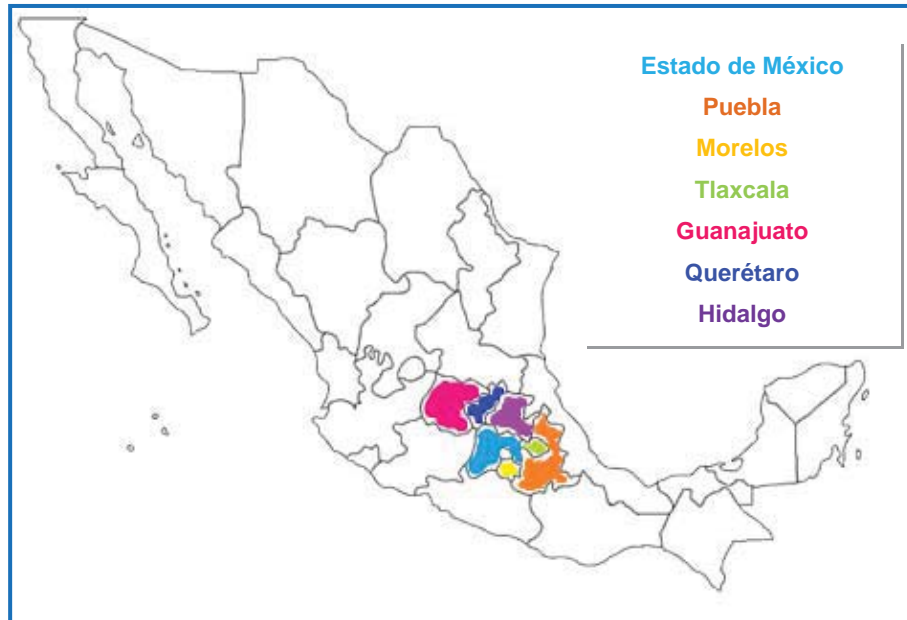 Estado de México
Puebla
Morelos
Tlaxcala
Guanajuato
Querétaro
Hidalgo